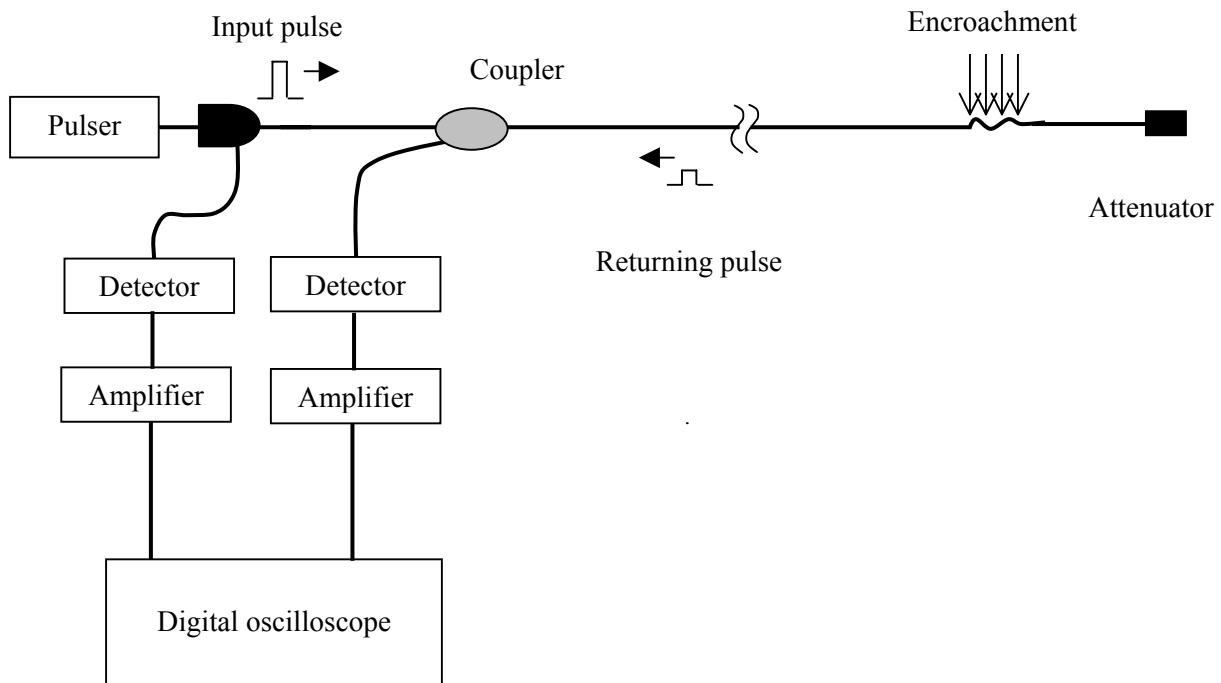 Input pulse
Encroachment
Coupler
Pulser
Attenuator
Returning pulse
Detector
Detector
Amplifier
Amplifier
Digital oscilloscope